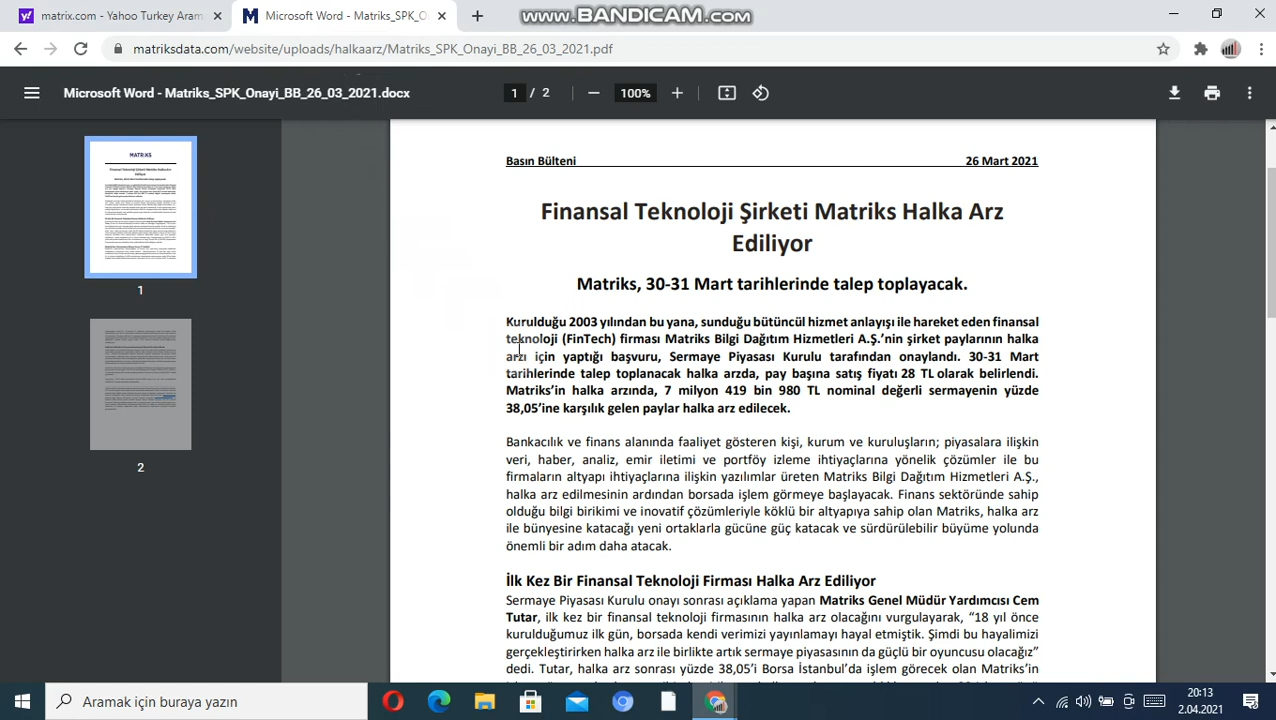 matrix.com - Yahoo Turkey Aram
Microsoft Word - Matriks_SPK_O
www.BANDICAM.com
matriksdata.com/website/uploads/halkaarz/Matriks_SPK_Onayi_BB_26_03_2021.pdf
Microsoft Word - Matriks_SPK_Onayi_BB_26_03_2021.docx
1 / 2
100%
MATRIKS
Finansal Teknoloji Şirketi Matriks Halka Arz
Ediliyor
1
2
Basın Bülteni 26 Mart 2021
Finansal Teknoloji Şirketi Matriks Halka Arz
Ediliyor
Matriks, 30-31 Mart tarihlerinde talep toplayacak.
Kurulduğu 2003 yılından bu yana, sunduğu bütüncül hizmet anlayışı ile hareket eden finansal
teknoloji (FinTech) firması Matriks Bilgi Dağıtım Hizmetleri A.Ş.’nin şirket paylarının halka
arzı için yaptığı başvuru, Sermaye Piyasası Kurulu tarafından onaylandı. 30-31 Mart
tarihlerinde talep toplanacak halka arzda, pay başına satış fiyatı 28 TL olarak belirlendi.
Matriks’in halka arzında, 7 milyon 419 bin 980 TL nominal değerli sermayenin yüzde
38,05’ine karşılık gelen paylar halka arz edilecek.
Bankacılık ve finans alanında faaliyet gösteren kişi, kurum ve kuruluşların; piyasalara ilişkin
veri, haber, analiz, emir iletimi ve portföy izleme ihtiyaçlarına yönelik çözümler ile bu
firmaların altyapı ihtiyaçlarına ilişkin yazılımlar üreten Matriks Bilgi Dağıtım Hizmetleri A.Ş.,
halka arz edilmesinin ardından borsada işlem görmeye başlayacak. Finans sektöründe sahip
olduğu bilgi birikimi ve inovatif çözümleriyle köklü bir altyapıya sahip olan Matriks, halka arz
ile bünyesine katacağı yeni ortaklarla gücüne güç katacak ve sürdürülebilir büyüme yolunda
önemli bir adım daha atacak.
İlk Kez Bir Finansal Teknoloji Firması Halka Arz Ediliyor
Sermaye Piyasası Kurulu onayı sonrası açıklama yapan Matriks Genel Müdür Yardımcısı Cem
Tutar, ilk kez bir finansal teknoloji firmasının halka arz olacağını vurgulayarak, “18 yıl önce
kurulduğumuz ilk gün, borsada kendi verimizi yayınlamayı hayal etmiştik. Şimdi bu hayalimizi
gerçekleştirirken halka arz ile birlikte artık sermaye piyasasının da güçlü bir oyuncusu olacağız”
dedi. Tutar, halka arz sonrası yüzde 38,05’i Borsa İstanbul’da işlem görecek olan Matriks’in
Aramak için buraya yazın
20:13
2.04.2021